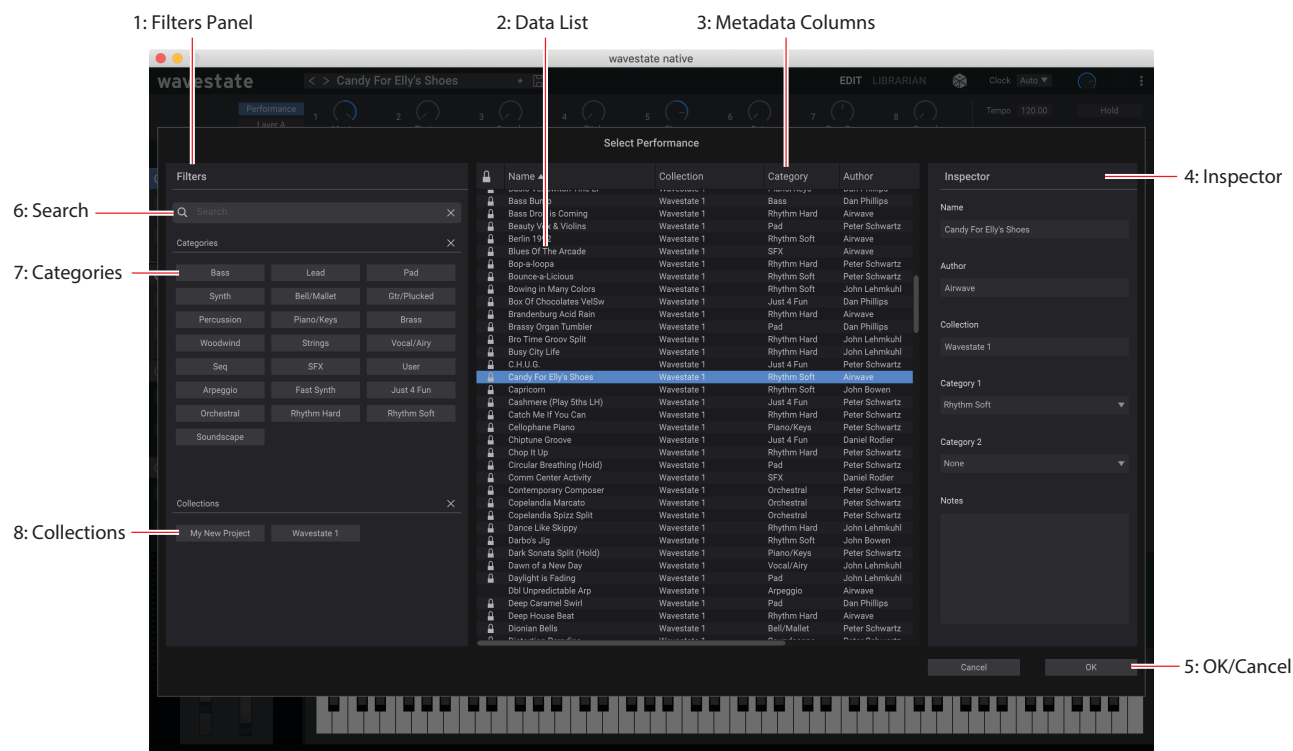 1: Filters Panel
2: Data List
3: Metadata Columns
wavestate native
wavestate
< > Candy For Elly's Shoes *
EDIT LIBRARIAN
Clock Auto
Performance
1 2 3 4 5 6 7 8
Tempo 120.00
Hold
Layer A
Select Performance
Filters
Search
Categories
Bass Lead Pad
Synth Bell/Mallet Gtr/Plucked
Percussion Piano/Keys Brass
Woodwind Strings Vocal/Airy
Seq SFX User
Arpeggio Fast Synth Just 4 Fun
Orchestral Rhythm Hard Rhythm Soft
Soundscape
Collections
My New Project Wavestate 1
Name Collection Category Author
Bass Bump Wavestate 1 Bass Dan Phillips
Bass Drop is Coming Wavestate 1 Rhythm Hard Airwave
Beauty Vox & Violins Wavestate 1 Pad Peter Schwartz
Berlin Wavestate 1 Rhythm Soft Airwave
Blues Of The Arcade Wavestate 1 SFX Airwave
Bop-a-loopa Wavestate 1 Rhythm Hard Peter Schwartz
Bounce-a-Licious Wavestate 1 Rhythm Soft Peter Schwartz
Bowing in Many Colors Wavestate 1 Rhythm Soft John Lehmkuhl
Box Of Chocolates VelSw Wavestate 1 Just 4 Fun Dan Phillips
Brandenburg Acid Rain Wavestate 1 Rhythm Hard Airwave
Brassy Organ Tumbler Wavestate 1 Pad Dan Phillips
Bro Time Groov Split Wavestate 1 Rhythm Hard John Lehmkuhl
Busy City Life Wavestate 1 Rhythm Hard John Lehmkuhl
C.H.U.G. Wavestate 1 Just 4 Fun Peter Schwartz
Candy For Elly's Shoes Wavestate 1 Rhythm Soft Airwave
Capricorn Wavestate 1 Rhythm Soft John Bowen
Cashmere (Play 5ths LH) Wavestate 1 Just 4 Fun Peter Schwartz
Catch Me If You Can Wavestate 1 Rhythm Hard Peter Schwartz
Cellophane Piano Wavestate 1 Piano/Keys Peter Schwartz
Chiptune Groove Wavestate 1 Just 4 Fun Daniel Rodier
Chop It Up Wavestate 1 Rhythm Hard Peter Schwartz
Circular Breathing (Hold) Wavestate 1 Pad Peter Schwartz
Comm Center Activity Wavestate 1 SFX Daniel Rodier
Contemporary Composer Wavestate 1 Orchestral Peter Schwartz
Copelandia Marcato Wavestate 1 Orchestral Peter Schwartz
Copelandia Spizz Split Wavestate 1 Orchestral Peter Schwartz
Dance Like Skippy Wavestate 1 Rhythm Hard John Lehmkuhl
Darbo's Jig Wavestate 1 Rhythm Soft John Bowen
Dark Sonata Split (Hold) Wavestate 1 Piano/Keys Peter Schwartz
Dawn of a New Day Wavestate 1 Vocal/Airy John Lehmkuhl
Daylight is Fading Wavestate 1 Pad John Lehmkuhl
Dbl Unpredictable Arp Wavestate 1 Arpeggio Airwave
Deep Caramel Swirl Wavestate 1 Pad Dan Phillips
Deep House Beat Wavestate 1 Rhythm Hard Airwave
Dionian Bells Wavestate 1 Bell/Mallet Peter Schwartz
Inspector
Name
Candy For Elly's Shoes
Author
Airwave
Collection
Wavestate 1
Category 1
Rhythm Soft
Category 2
None
Notes
Cancel OK
4: Inspector
5: OK/Cancel
6: Search
7: Categories
8: Collections